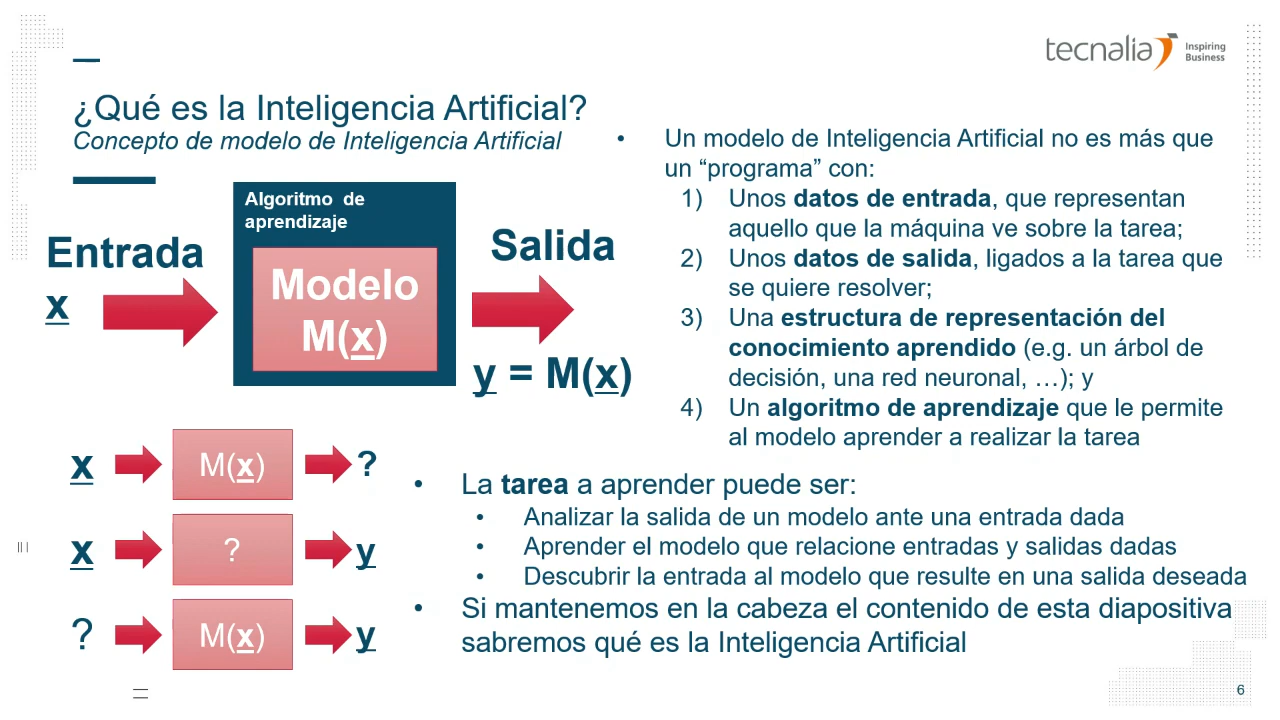 tecnalia Inspiring
Business
¿Qué es la Inteligencia Artificial?
Concepto de modelo de Inteligencia Artificial
Algoritmo de
aprendizaje
Entrada
x
Modelo
M(x)
Salida
y = M(x)
x M(x) ?
x ? y
? M(x) y
• Un modelo de Inteligencia Artificial no es más que
un “programa” con:
1) Unos datos de entrada, que representan
aquello que la máquina ve sobre la tarea;
2) Unos datos de salida, ligados a la tarea que
se quiere resolver;
3) Una estructura de representación del
conocimiento aprendido (e.g. un árbol de
decisión, una red neuronal, …); y
4) Un algoritmo de aprendizaje que le permite
al modelo aprender a realizar la tarea
• La tarea a aprender puede ser:
• Analizar la salida de un modelo ante una entrada dada
• Aprender el modelo que relacione entradas y salidas dadas
• Descubrir la entrada al modelo que resulte en una salida deseada
• Si mantenemos en la cabeza el contenido de esta diapositiva
sabremos qué es la Inteligencia Artificial
6